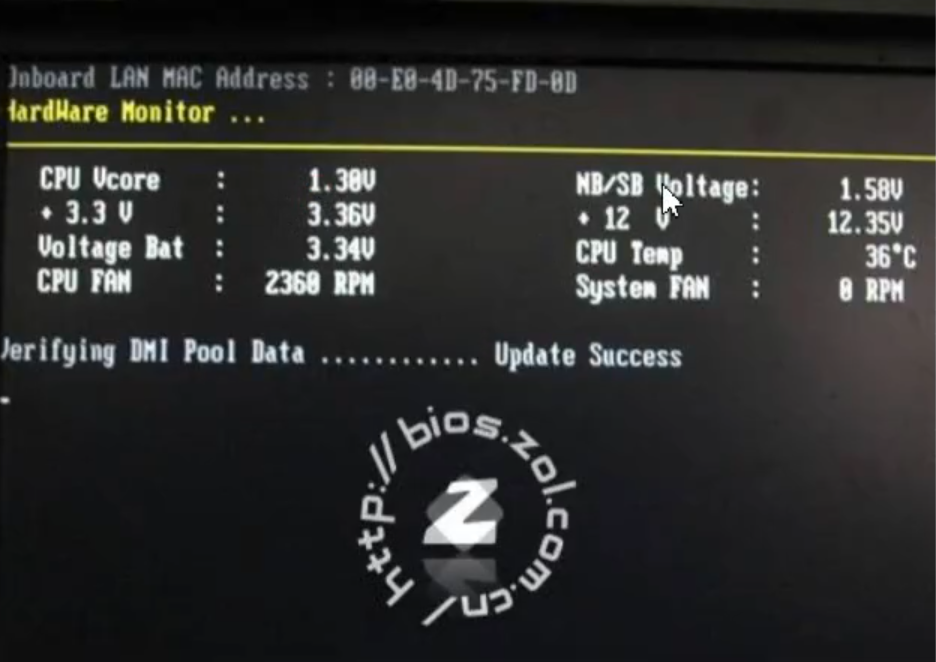 Onboard LAN MAC Address : 00-E0-4D-75-FD-0D
HardWare Monitor ...
CPU Vcore : 1.30V NB/SB Voltage: 1.58V
+ 3.3 V : 3.36V + 12 V : 12.35V
Voltage Bat : 3.34V CPU Temp : 36°C
CPU FAN : 2360 RPM System FAN : 0 RPM
Verifying DMI Pool Data ............ Update Success
-
http://bios.zol.com.cn/
Z